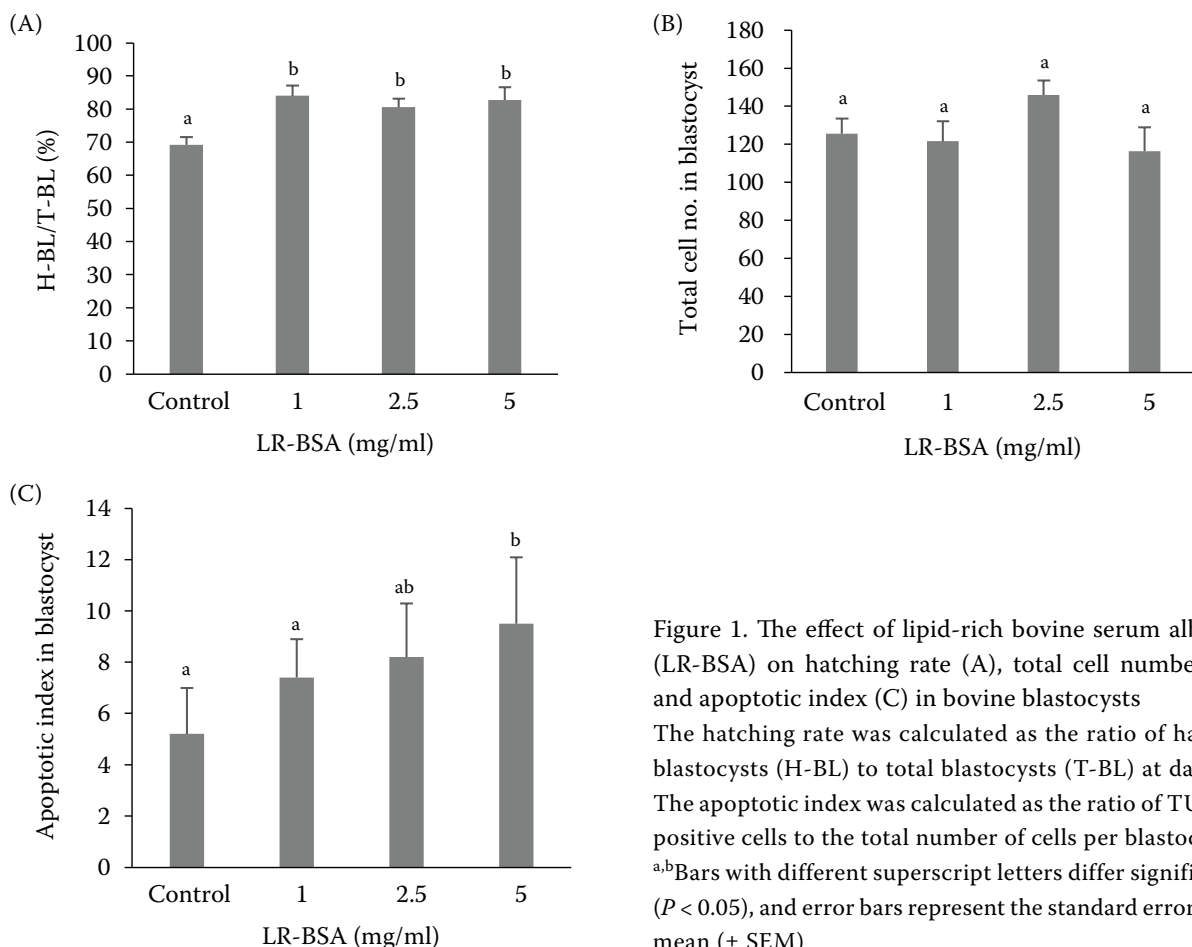 (A)
H-BL/T-BL (%)
100
90
80
70
60
50
40
30
20
10
0
a
b
b
b
Control 1 2.5 5
LR-BSA (mg/ml)
(B)
Total cell no. in blastocyst
180
160
140
120
100
80
60
40
20
0
a
a
a
a
Control 1 2.5 5
LR-BSA (mg/ml)
(C)
Apoptotic index in blastocyst
14
12
10
8
6
4
2
0
a
a
ab
b
Control 1 2.5 5
LR-BSA (mg/ml)
Figure 1. The effect of lipid-rich bovine serum alb
(LR-BSA) on hatching rate (A), total cell number
and apoptotic index (C) in bovine blastocysts
The hatching rate was calculated as the ratio of ha
blastocysts (H-BL) to total blastocysts (T-BL) at da
The apoptotic index was calculated as the ratio of TU
positive cells to the total number of cells per blastoc
a,bBars with different superscript letters differ signifi
(P < 0.05), and error bars represent the standard error
mean (± SEM)